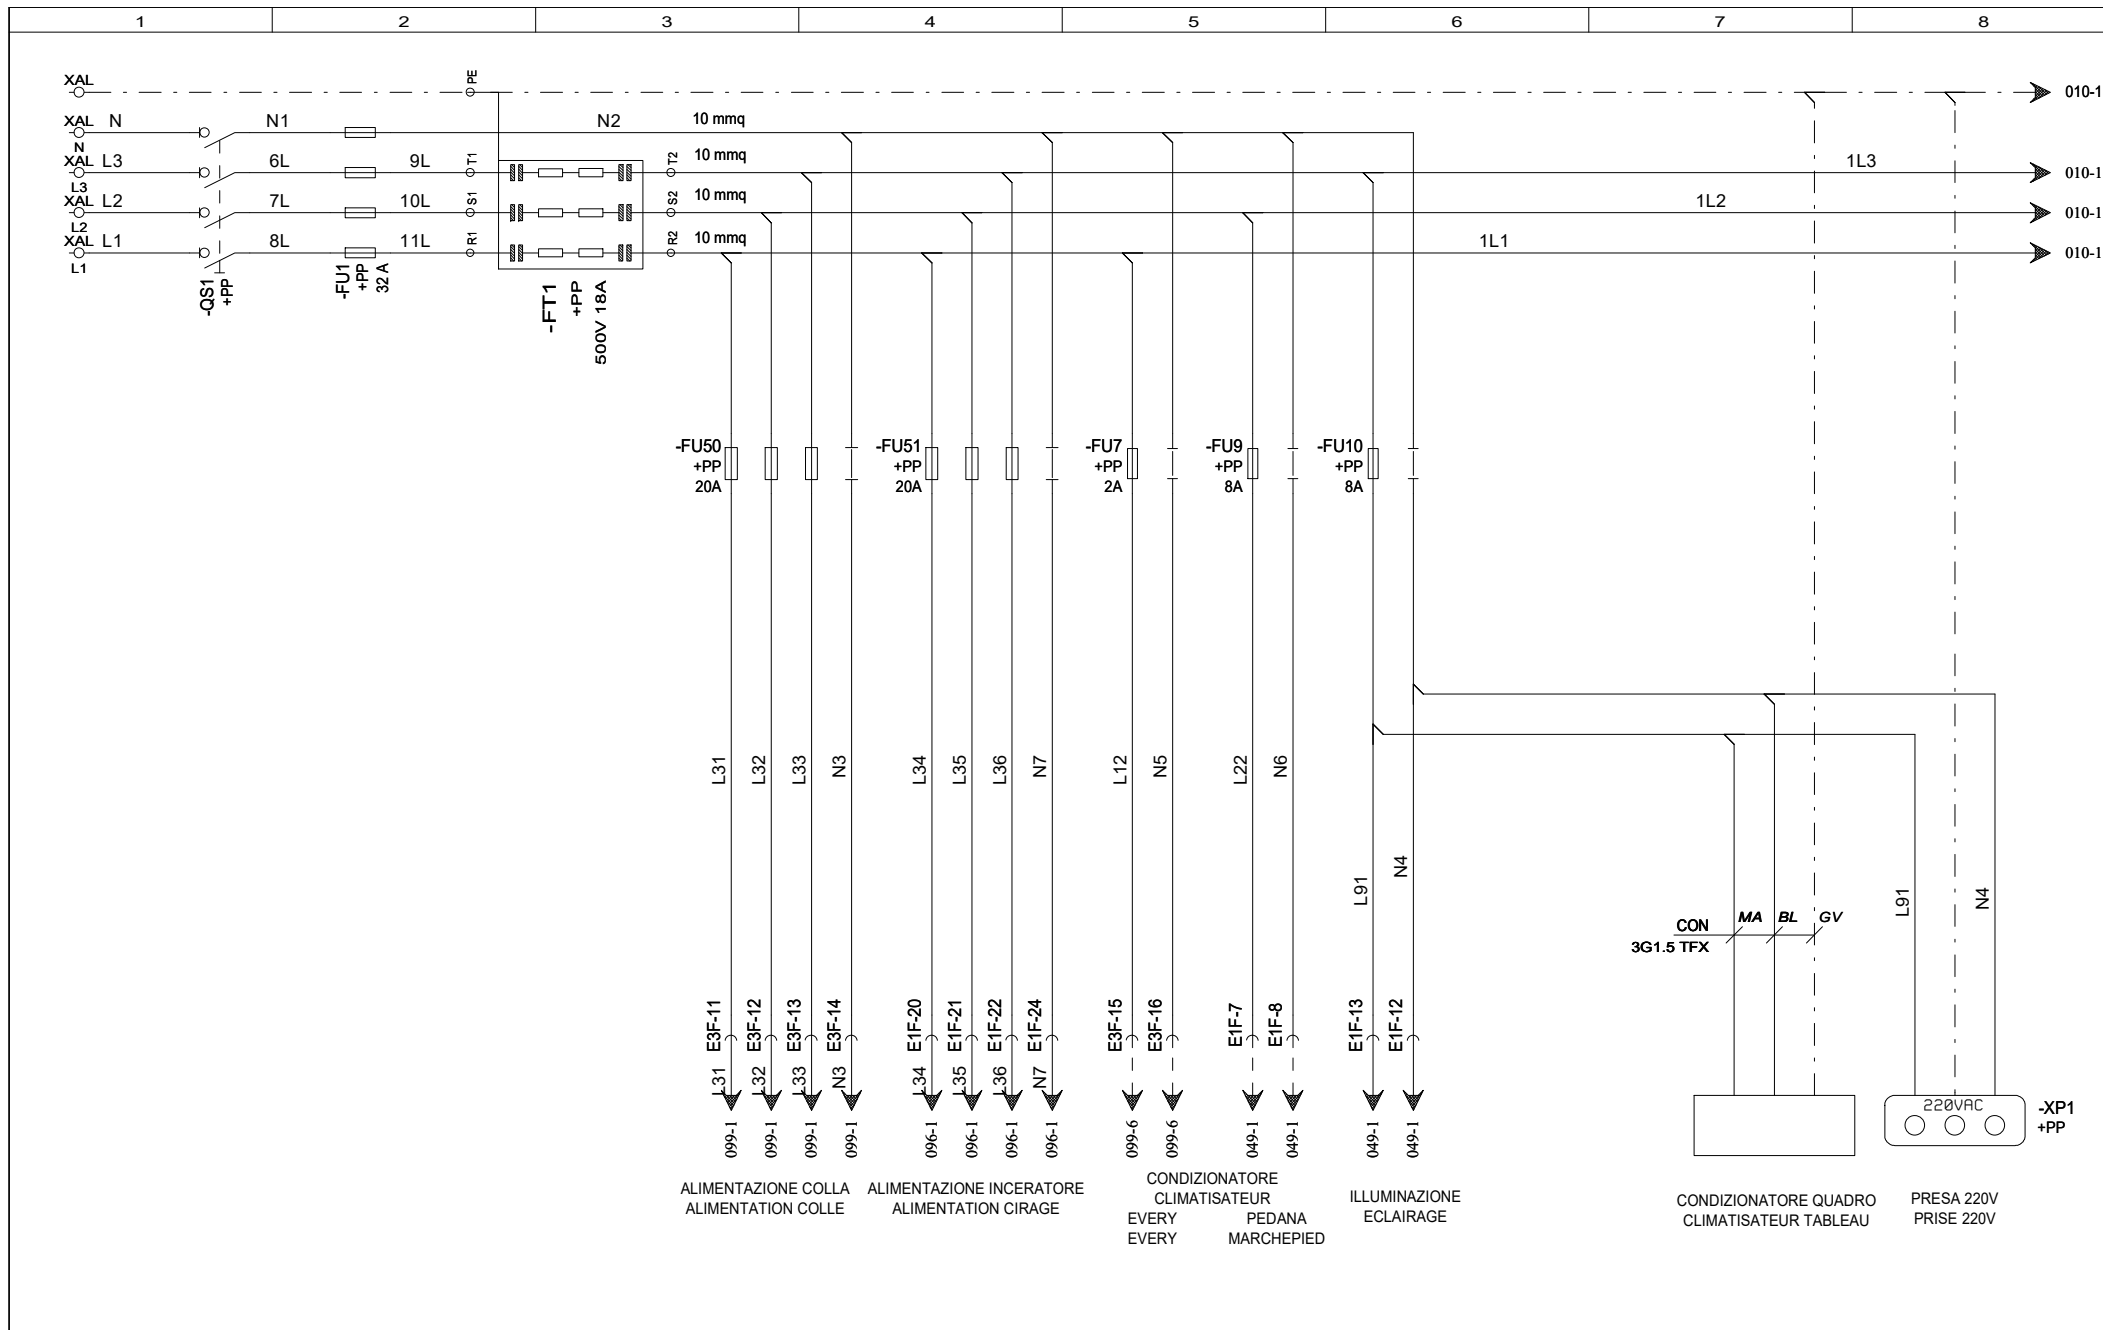 1 2 3 4 5 6 7 8
XAL PE 010-1
XAL N N1 N2 10 mmq
N
XAL L3 6L 9L T1 T2 10 mmq 1L3 010-1
L3
XAL L2 7L 10L S1 S2 10 mmq 1L2 010-1
L2
XAL L1 8L 11L R1 R2 10 mmq 1L1 010-1
L1
-QS1
+PP
-FU1
+PP
32 A
-FT1
+PP
500V 18A
-FU50
+PP
20A
-FU51
+PP
20A
-FU7
+PP
2A
-FU9
+PP
8A
-FU10
+PP
8A
L31 L32 L33 N3 L34 L35 L36 N7 L12 N5 L22 N6
L91 N4 L91 N4
CON MA BL GV
3G1.5 TFX
E3F-11 E3F-12 E3F-13 E3F-14 E1F-20 E1F-21 E1F-22 E1F-24 E3F-15 E3F-16 E1F-7 E1F-8 E1F-13 E1F-12
L31 L32 L33 N3 L34 L35 L36 N7
220VAC
-XP1
+PP
099-1 099-1 099-1 099-1 096-1 096-1 096-1 096-1 099-6 099-6 049-1 049-1 049-1 049-1
ALIMENTAZIONE COLLA
ALIMENTATION COLLE
ALIMENTAZIONE INCERATORE
ALIMENTATION CIRAGE
CONDIZIONATORE
CLIMATISEUR
EVERY PEDANA
EVERY MARCHEPIED
ILLUMINAZIONE
ECLAIRAGE
CONDIZIONATORE QUADRO
CLIMATISEUR TABLEAU
PRESA 220V
PRISE 220V